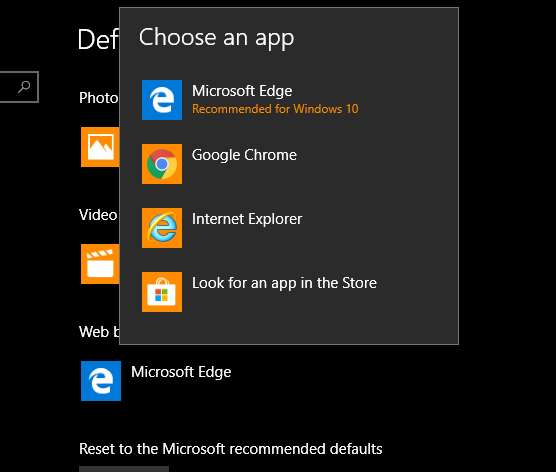 Def
Choose an app
Microsoft Edge
Recommended for Windows 10
Photo
Google Chrome
Video
Internet Explorer
Look for an app in the Store
Web b
Microsoft Edge
Reset to the Microsoft recommended defaults